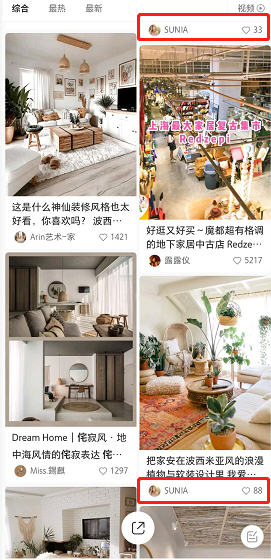 综合
最热
最新
视频
SUNIA
33
这是什么神仙装修风格也太
好看，你喜欢吗？ 波西…
Arin艺术~家
1421
上海最大家居复古集市
Redzepi
好逛又好买～魔都超有格调
的地下家居中古店 Redze…
露露仪
5217
Dream Home｜侘寂风 · 地
中海风情的侘寂表达 侘…
Miss.锢麒
1297
把家安在波西米亚风的浪漫
植物与软装设计里 我爱…
SUNIA
88